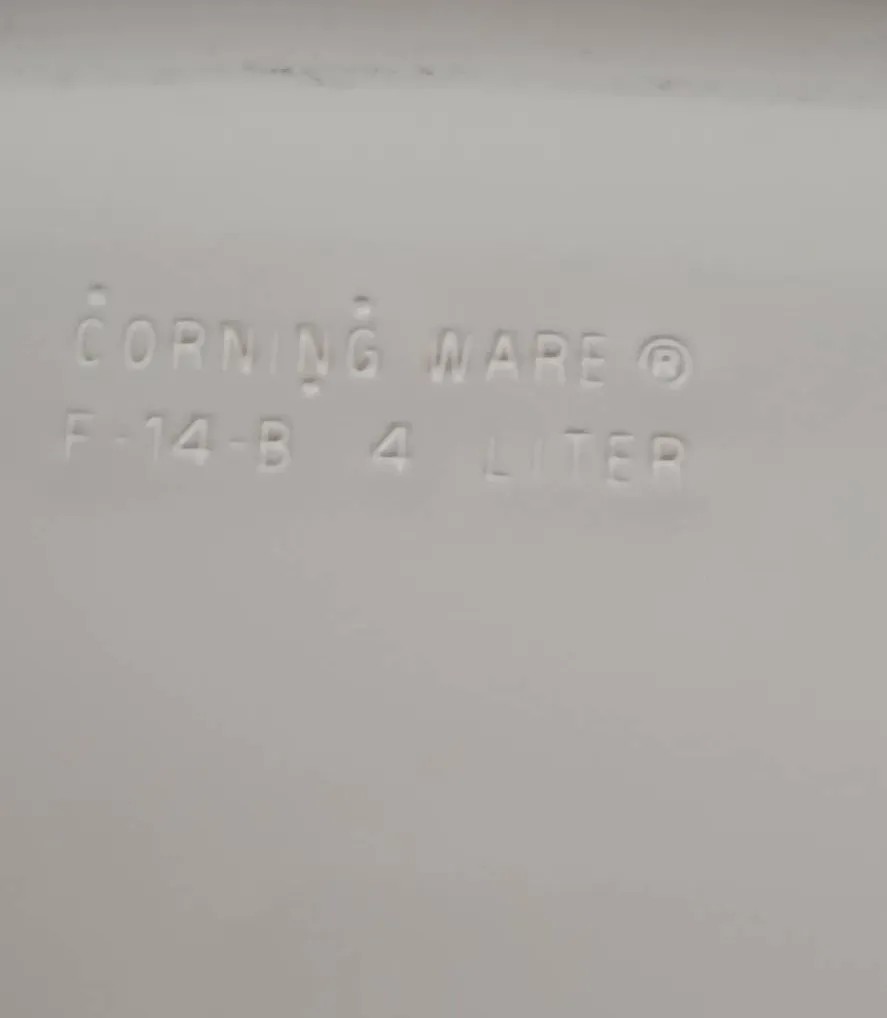 CORNING WARE ®
F-14-B 4 LITER